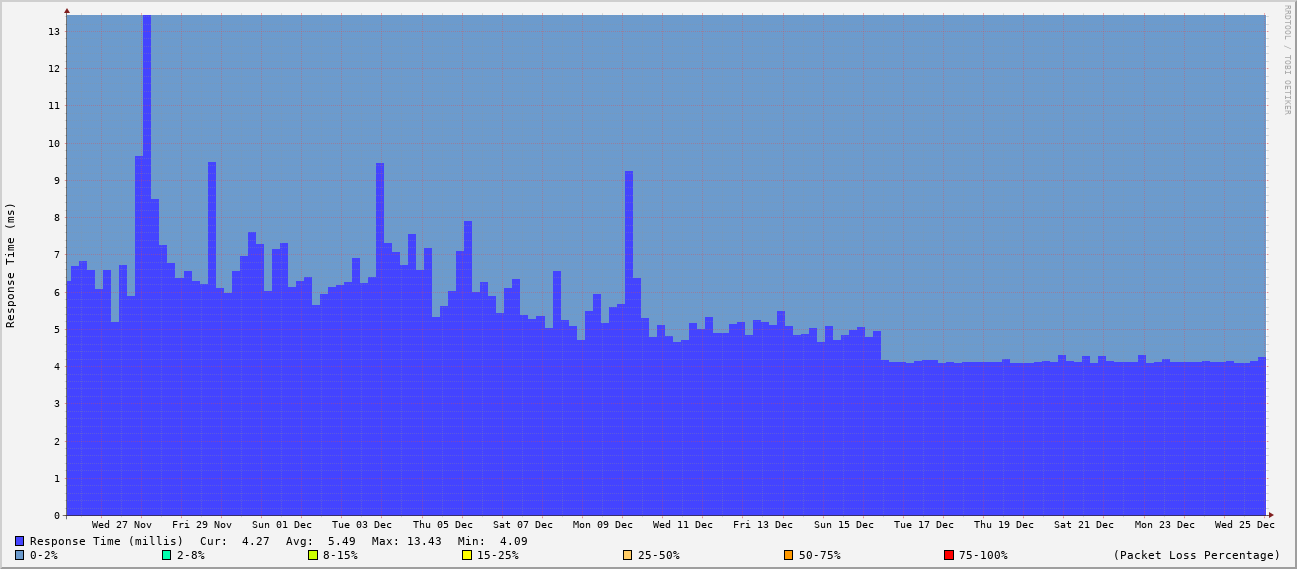 RRDTOOL / TOBI OETIKER
Response Time (ms)
13
12
11
10
9
8
7
6
5
4
3
2
1
0
Wed 27 Nov Fri 29 Nov Sun 01 Dec Tue 03 Dec Thu 05 Dec Sat 07 Dec Mon 09 Dec Wed 11 Dec Fri 13 Dec Sun 15 Dec Tue 17 Dec Thu 19 Dec Sat 21 Dec Mon 23 Dec Wed 25 Dec
Response Time (millis) Cur: 4.27 Avg: 5.49 Max: 13.43 Min: 4.09
0-2% 2-8% 8-15% 15-25% 25-50% 50-75% 75-100% (Packet Loss Percentage)